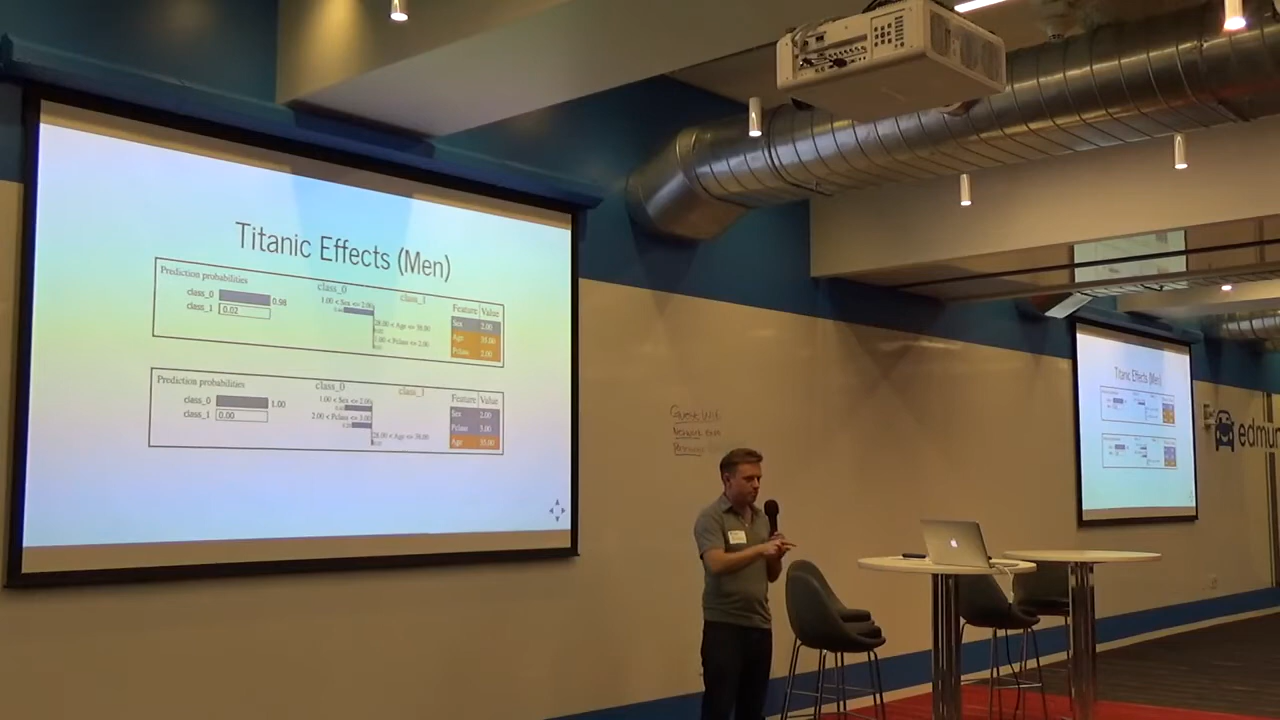 Titanic Effects (Men)
Prediction probabilities
class_0 0.98
class_1 0.02
class_0 class_1
1.00 < Sex <= 2.00
28.00 < Age <= 38.00
1.00 < Pclass <= 2.00
Feature Value
Sex 2.00
Age 35.00
Pclass 2.00
Prediction probabilities
class_0 1.00
class_1 0.00
class_0 class_1
1.00 < Sex <= 2.00
2.00 < Pclass <= 3.00
28.00 < Age <= 38.00
Feature Value
Sex 2.00
Pclass 3.00
Age 35.00
Guest Wifi
Network
Titanic Effects (Men)
edmun